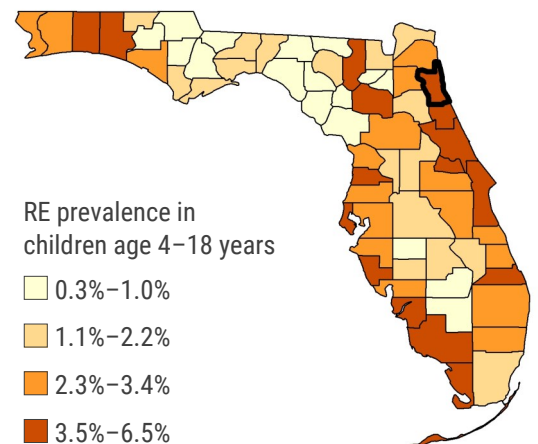 RE prevalence in
children age 4–18 years
0.3%–1.0%
1.1%–2.2%
2.3%–3.4%
3.5%–6.5%